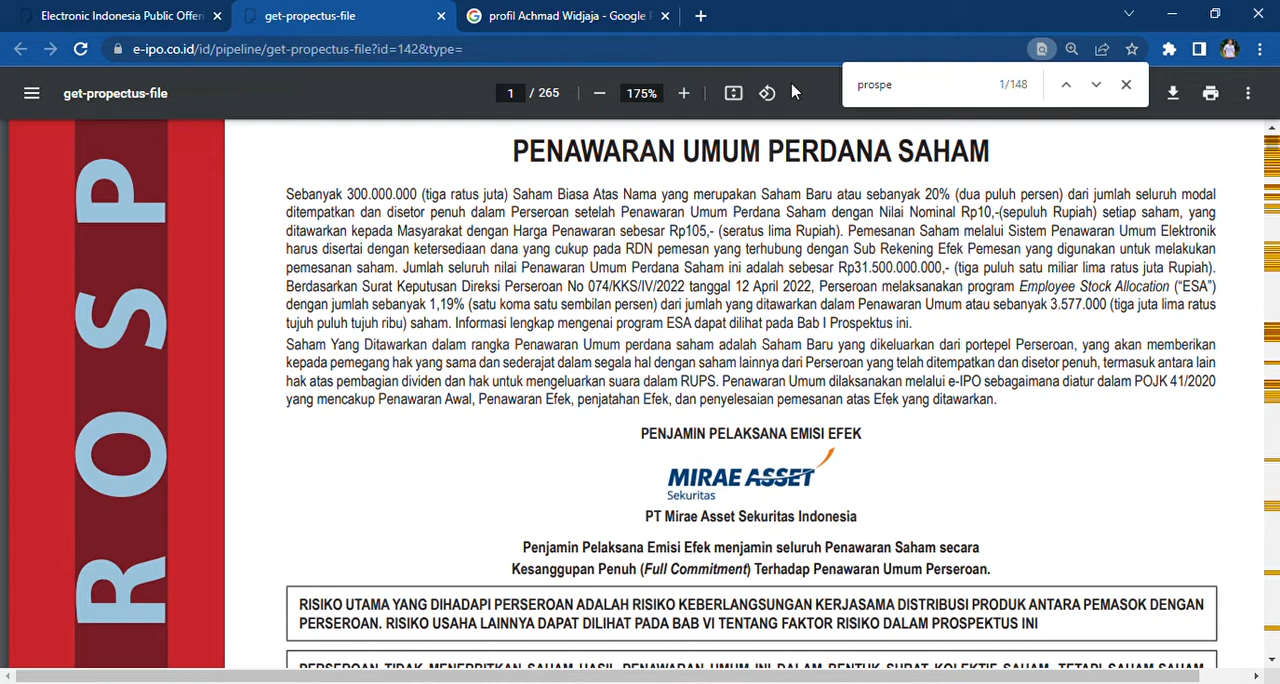 Electronic Indonesia Public Offeri
get-propectus-file
profil Achmad Widjaja - Google P
e-ipo.co.id/id/pipeline/get-propectus-file?id=142&type=
get-propectus-file
1 / 265
175%
prospe
1/148
ROSP
PENAWARAN UMUM PERDANA SAHAM
Sebanyak 300.000.000 (tiga ratus juta) Saham Biasa Atas Nama yang merupakan Saham Baru atau sebanyak 20% (dua puluh persen) dari jumlah seluruh modal
ditempatkan dan disetor penuh dalam Perseroan setelah Penawaran Umum Perdana Saham dengan Nilai Nominal Rp10,-(sepuluh Rupiah) setiap saham, yang
ditawarkan kepada Masyarakat dengan Harga Penawaran sebesar Rp105,- (seratus lima Rupiah). Pemesanan Saham melalui Sistem Penawaran Umum Elektronik
harus disertai dengan ketersediaan dana yang cukup pada RDN pemesan yang terhubung dengan Sub Rekening Efek Pemesan yang digunakan untuk melakukan
pemesanan saham. Jumlah seluruh nilai Penawaran Umum Perdana Saham ini adalah sebesar Rp31.500.000.000,- (tiga puluh satu miliar lima ratus juta Rupiah).
Berdasarkan Surat Keputusan Direksi Perseroan No 074/KKS/IV/2022 tanggal 12 April 2022, Perseroan melaksanakan program Employee Stock Allocation (“ESA”)
dengan jumlah sebanyak 1,19% (satu koma satu sembilan persen) dari jumlah yang ditawarkan dalam Penawaran Umum atau sebanyak 3.577.000 (tiga juta lima ratus
tujuh puluh tujuh ribu) saham. Informasi lengkap mengenai program ESA dapat dilihat pada Bab I Prospektus ini.
Saham Yang Ditawarkan dalam rangka Penawaran Umum perdana saham adalah Saham Baru yang dikeluarkan dari portepel Perseroan, yang akan memberikan
kepada pemegang hak yang sama dan sederajat dalam segala hal dengan saham lainnya dari Perseroan yang telah ditempatkan dan disetor penuh, termasuk antara lain
hak atas pembagian dividen dan hak untuk mengeluarkan suara dalam RUPS. Penawaran Umum dilaksanakan melalui e-IPO sebagaimana diatur dalam POJK 41/2020
yang mencakup Penawaran Awal, Penawaran Efek, penjatahan Efek, dan penyelesaian pemesanan atas Efek yang ditawarkan.
PENJAMIN PELAKSANA EMISI EFEK
MIRAE ASSET
Sekuritas
PT Mirae Asset Sekuritas Indonesia
Penjamin Pelaksana Emisi Efek menjamin seluruh Penawaran Saham secara
Kesanggupan Penuh (Full Commitment) Terhadap Penawaran Umum Perseroan.
RISIKO UTAMA YANG DIHADAPI PERSEROAN ADALAH RISIKO KEBERLANGSUNGAN KERJASAMA DISTRIBUSI PRODUK ANTARA PEMASOK DENGAN
PERSEROAN. RISIKO USAHA LAINNYA DAPAT DILIHAT PADA BAB VI TENTANG FAKTOR RISIKO DALAM PROSPEKTUS INI
PERSEROAN TIDAK MENERBITKAN SAHAM HASIL PENAWARAN UMUM INI DALAM BENTUK SURAT KOLEKTIF SAHAM, TETAPI SAHAM-SAHAM